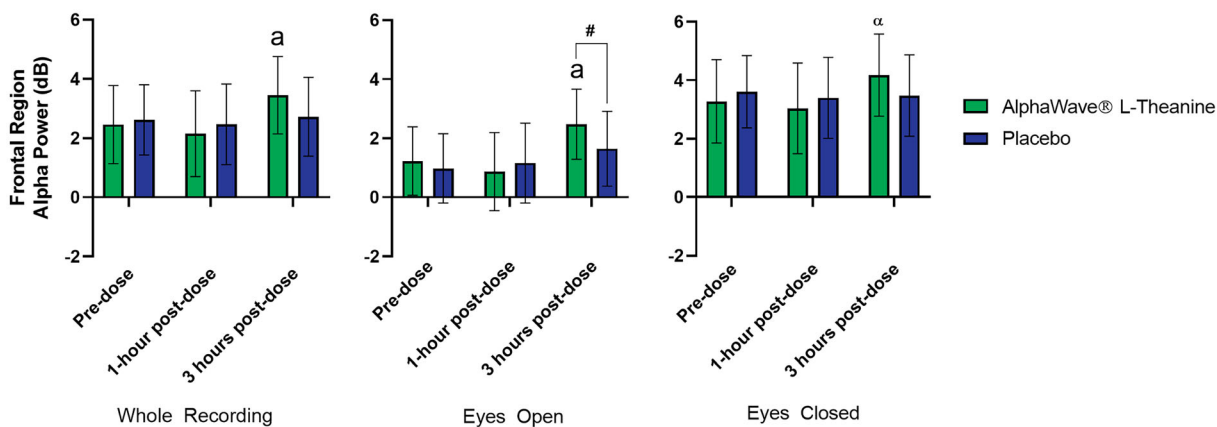 Frontal Region
Alpha Power (dB)
6
4
2
0
-2
a
Pre-dose
1-hour post-dose
3 hours post-dose
Whole Recording
6
4
2
0
-2
#
a
Pre-dose
1-hour post-dose
3 hours post-dose
Eyes Open
6
4
2
0
-2
α
Pre-dose
1-hour post-dose
3 hours post-dose
Eyes Closed
AlphaWave® L-Theanine
Placebo